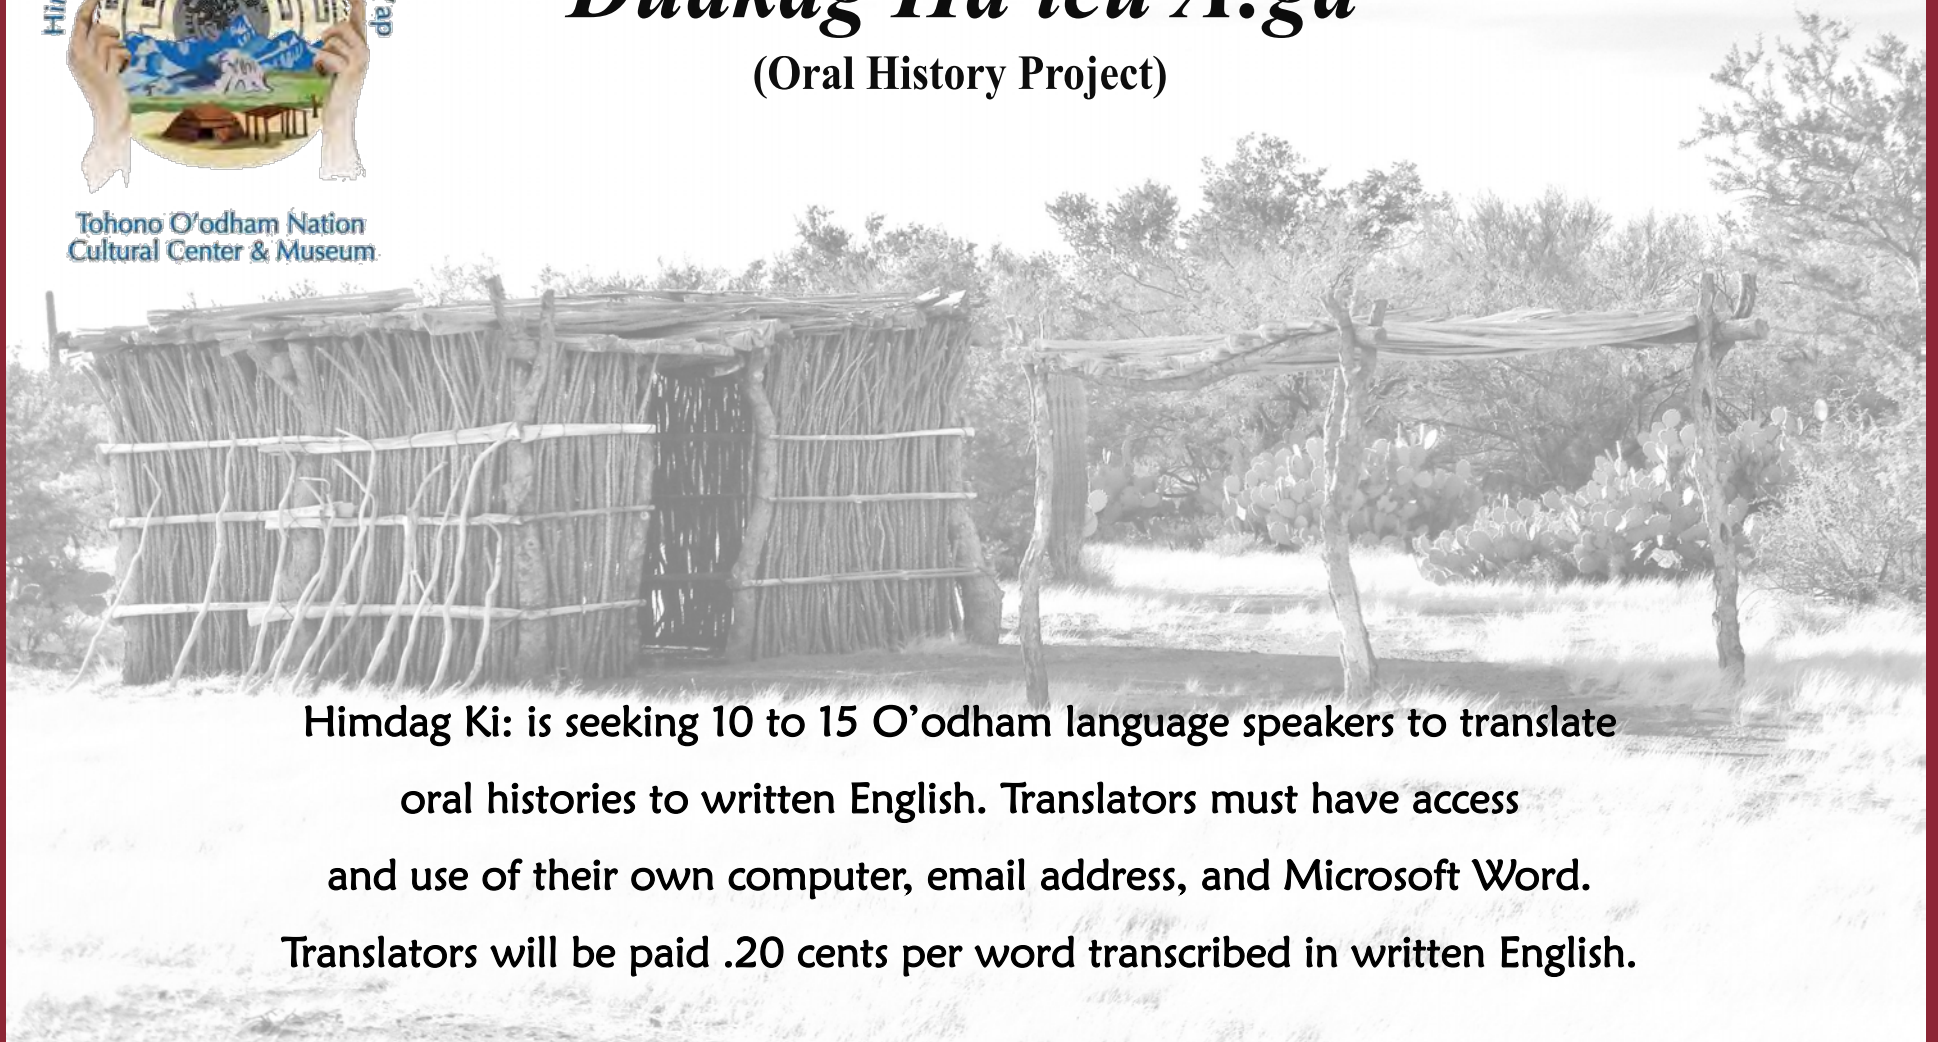 (Oral History Project)
Tohono O'odham Nation
Cultural Center & Museum
Himdag Ki: is seeking 10 to 15 O’odham language speakers to translate
oral histories to written English. Translators must have access
and use of their own computer, email address, and Microsoft Word.
Translators will be paid .20 cents per word transcribed in written English.